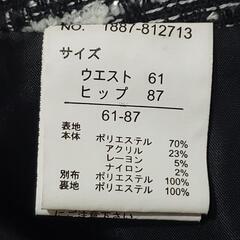 NO. 1887-812713
サイズ
ウエスト 61
ヒップ 87
61-87
表地
本体 ポリエステル 70%
アクリル 23%
レーヨン 5%
ナイロン 2%
別布 ポリエステル 100%
裏地 ポリエステル 100%